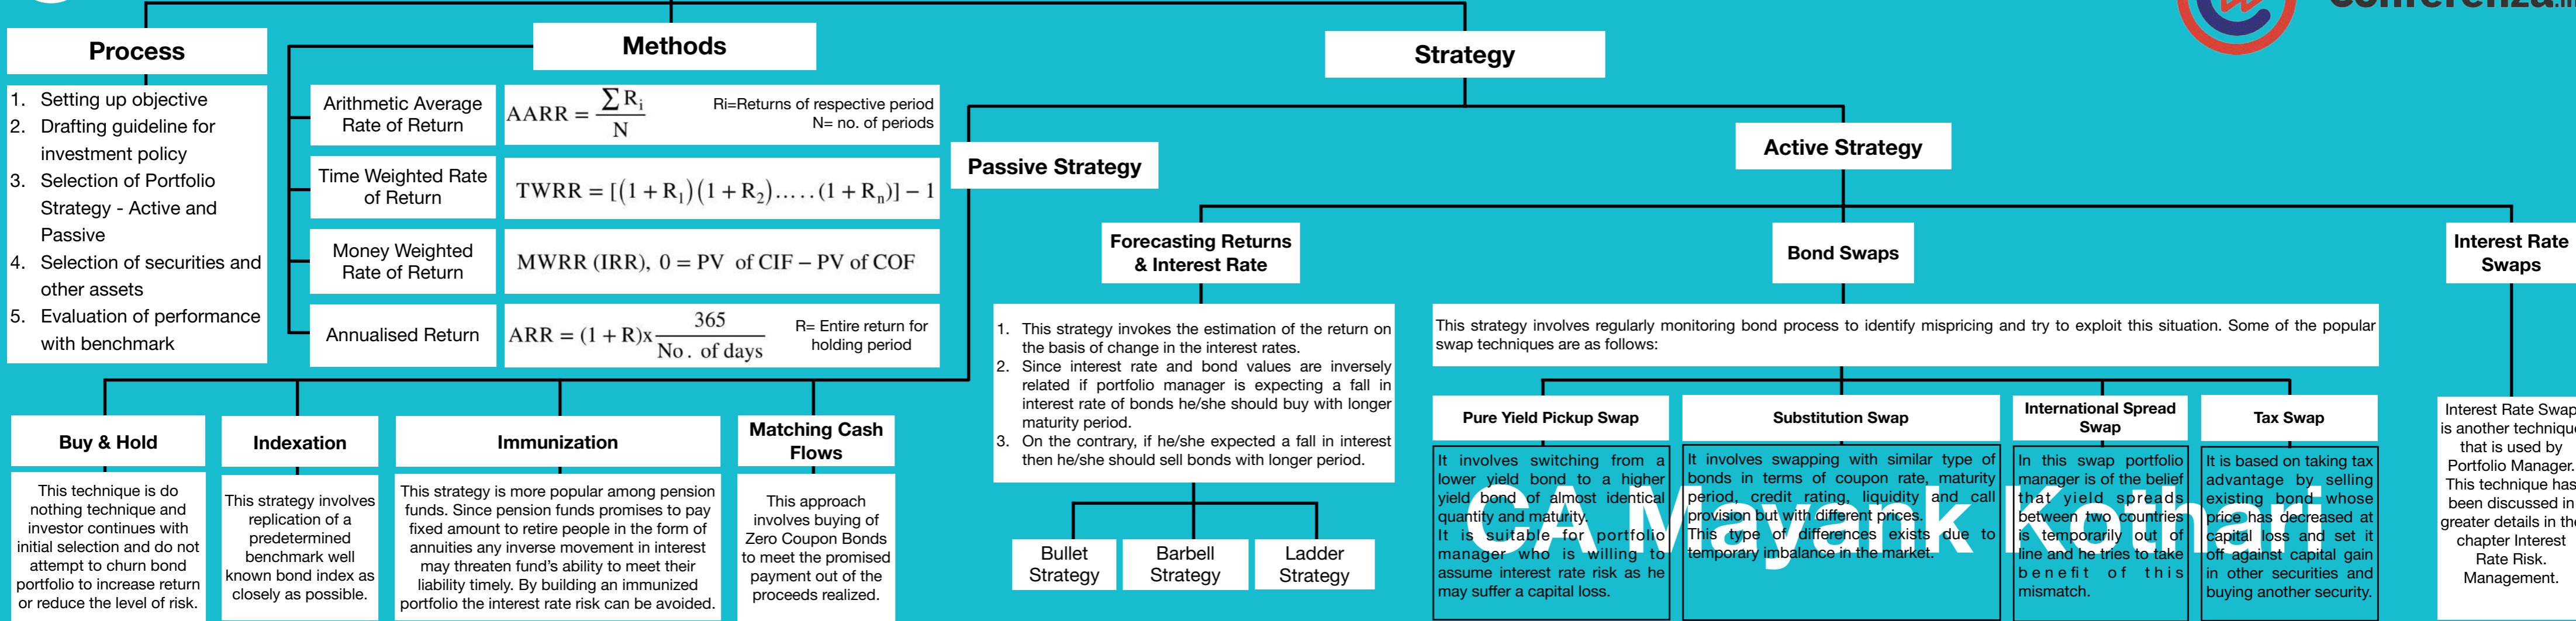 Process
1. Setting up objective
2. Drafting guideline for
investment policy
3. Selection of Portfolio
Strategy - Active and
Passive
4. Selection of securities and
other assets
5. Evaluation of performance
with benchmark
Methods
Arithmetic Average
Rate of Return
AARR = ∑ R_i / N
Ri=Returns of respective period
N= no. of periods
Time Weighted Rate
of Return
TWRR = [(1 + R_1)(1 + R_2).....(1 + R_n)] − 1
Money Weighted
Rate of Return
MWRR (IRR), 0 = PV of CIF − PV of COF
Annualised Return
ARR = (1 + R)x 365 / No. of days
R= Entire return for
holding period
Strategy
Passive Strategy
Buy & Hold
This technique is do
nothing technique and
investor continues with
initial selection and do not
attempt to churn bond
portfolio to increase return
or reduce the level of risk.
Indexation
This strategy involves
replication of a
predetermined
benchmark well
known bond index as
closely as possible.
Immunization
This strategy is more popular among pension
funds. Since pension funds promises to pay
fixed amount to retire people in the form of
annuities any inverse movement in interest
may threaten fund's ability to meet their
liability timely. By building an immunized
portfolio the interest rate risk can be avoided.
Matching Cash
Flows
This approach
involves buying of
Zero Coupon Bonds
to meet the promised
payment out of the
proceeds realized.
Active Strategy
Forecasting Returns
& Interest Rate
1. This strategy invokes the estimation of the return on
the basis of change in the interest rates.
2. Since interest rate and bond values are inversely
related if portfolio manager is expecting a fall in
interest rate of bonds he/she should buy with longer
maturity period.
3. On the contrary, if he/she expected a fall in interest
then he/she should sell bonds with longer period.
Bullet
Strategy
Barbell
Strategy
Ladder
Strategy
Bond Swaps
This strategy involves regularly monitoring bond process to identify mispricing and try to exploit this situation. Some of the popular
swap techniques are as follows:
Pure Yield Pickup Swap
It involves switching from a
lower yield bond to a higher
yield bond of almost identical
quantity and maturity.
It is suitable for portfolio
manager who is willing to
assume interest rate risk as he
may suffer a capital loss.
Substitution Swap
It involves swapping with similar type of
bonds in terms of coupon rate, maturity
period, credit rating, liquidity and call
provision but with different prices.
This type of differences exists due to
temporary imbalance in the market.
International Spread
Swap
In this swap portfolio
manager is of the belief
that yield spreads
between two countries
is temporarily out of
line and he tries to take
benefit of this
mismatch.
Tax Swap
It is based on taking tax
advantage by selling
existing bond whose
price has decreased at
capital loss and set it
off against capital gain
in other securities and
buying another security.
Interest Rate
Swaps
Interest Rate Swap
is another technique
that is used by
Portfolio Manager.
This technique has
been discussed in
greater details in the
chapter Interest
Rate Risk.
Management.
CA Mayank Kothari